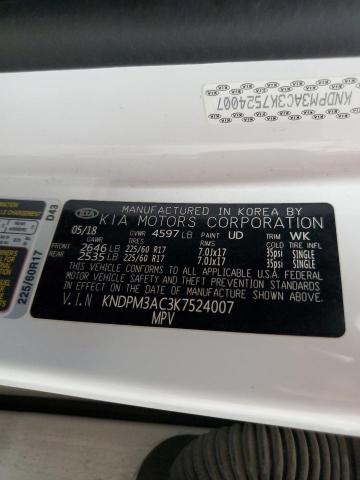 KNDPM3AC3K7524007
D43
225/60R17
MANUFACTURED IN KOREA BY
KIA KIA MOTORS CORPORATION
05/18 GVWR 4597 LB PAINT UD TRIM WK
TIRES RIMS COLD TIRE INFL. PRESS.
FRONT 2646 LB 225/60 R17 7.0Jx17 35psi SINGLE
REAR 2535 LB 225/60 R17 7.0Jx17 35psi SINGLE
THIS VEHICLE CONFORMS TO ALL APPLICABLE U.S.A.FEDERAL
MOTOR VEHICLE SAFETY AND THEFT PREVENTION STANDARDS
IN EFFECT ON THE DATE OF MANUFACTURE SHOWN ABOVE.
V.I.N KNDPM3AC3K7524007
MPV